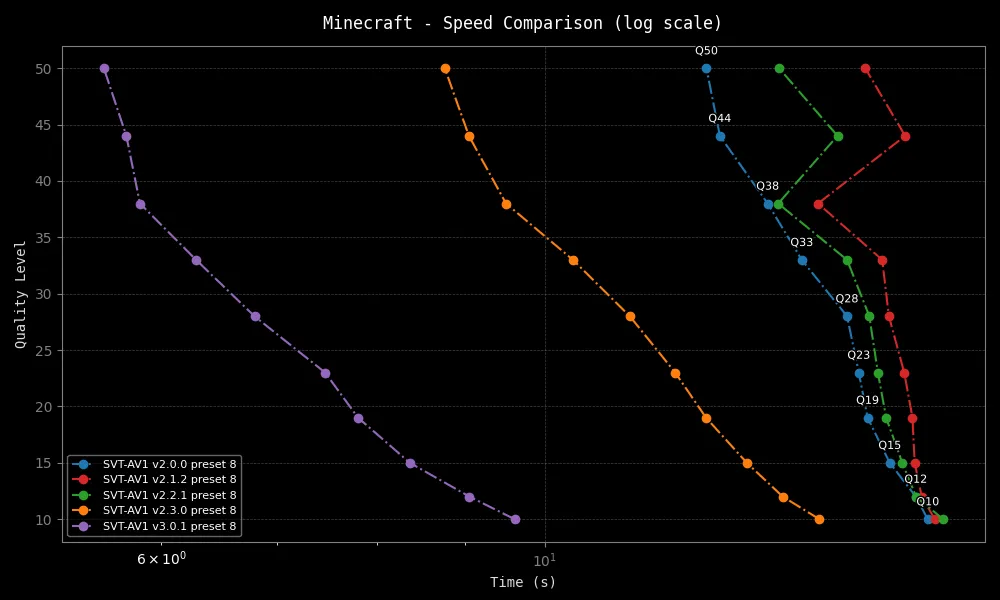 Minecraft - Speed Comparison (log scale)
Quality Level
50
45
40
35
30
25
20
15
10
Q50
Q44
Q38
Q33
Q28
Q23
Q19
Q15
Q12
Q10
SVT-AV1 v2.0.0 preset 8
SVT-AV1 v2.1.2 preset 8
SVT-AV1 v2.2.1 preset 8
SVT-AV1 v2.3.0 preset 8
SVT-AV1 v3.0.1 preset 8
6 × 10⁰
10¹
Time (s)